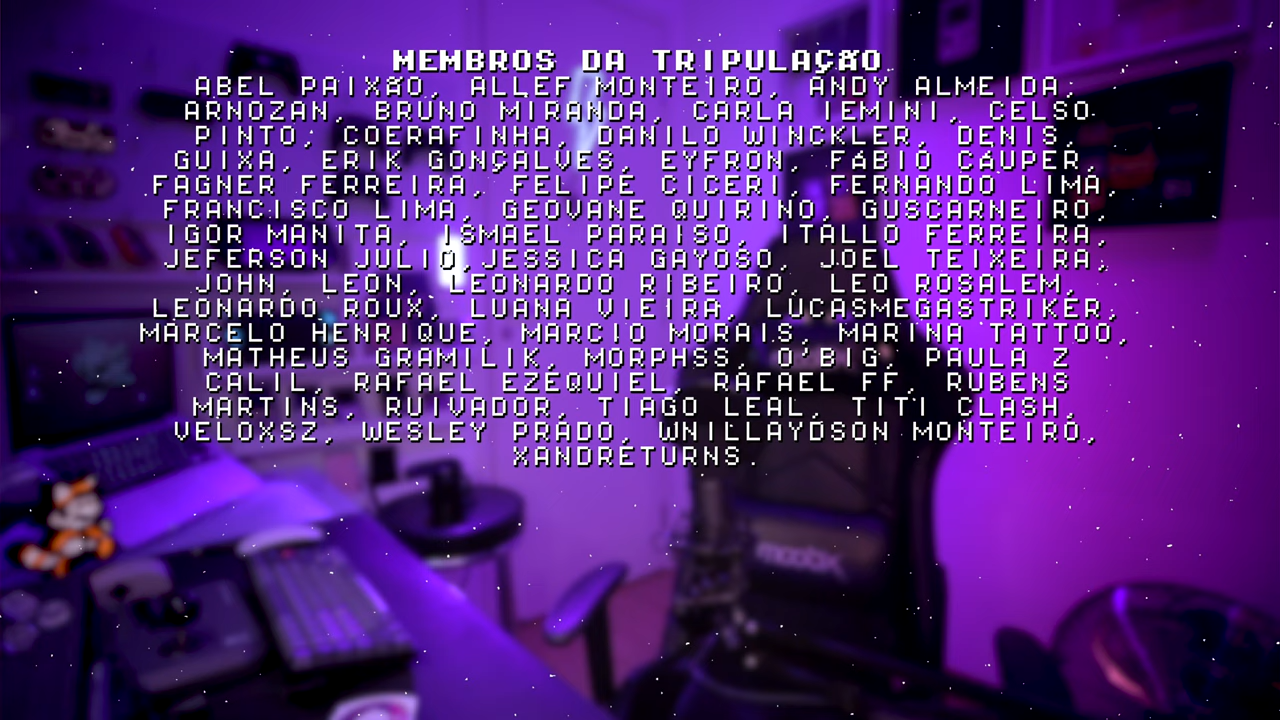 MEMBROS DA TRIPULAÇÃO
ABEL PAIXÃO, ALLEF MONTEIRO, ANDY ALMEIDA,
ARNOZAN, BRUNO MIRANDA, CARLA IEMINI, CELSO
PINTO, COERAFINHA, DANILO WINCKLER, DENIS,
GUIXA, ERIK GONÇALVES, EYFRON, FÁBIO CAUPER,
FAGNER FERREIRA, FELIPE CICERI, FERNANDO LIMA,
FRANCISCO LIMA, GEOVANE QUIRINO, GUSCARNEIRO,
IGOR MANITA, ISMAEL PARAISO, ITALLO FERREIRA,
JEFERSON JULIO,JESSICA GAYOSO, JOEL TEIXEIRA,
JOHN, LEON, LEONARDO RIBEIRO, LEO ROSALEM,
LEONARDO ROUX, LUANA VIEIRA, LUCASMEGASTRIKER,
MARCELO HENRIQUE, MARCIO MORAIS, MARINA TATTOO,
MATHEUS GRAMILIK, MORPHSS, O'BIG, PAULA Z
CALIL, RAFAEL EZEQUIEL, RAFAEL FF, RUBENS
MARTINS, RUIVADOR, TIAGO LEAL, TITI CLASH,
VELOXSZ, WESLEY PRADO, WNILLAYDSON MONTEIRO,
XANDRETURNS.
moobx